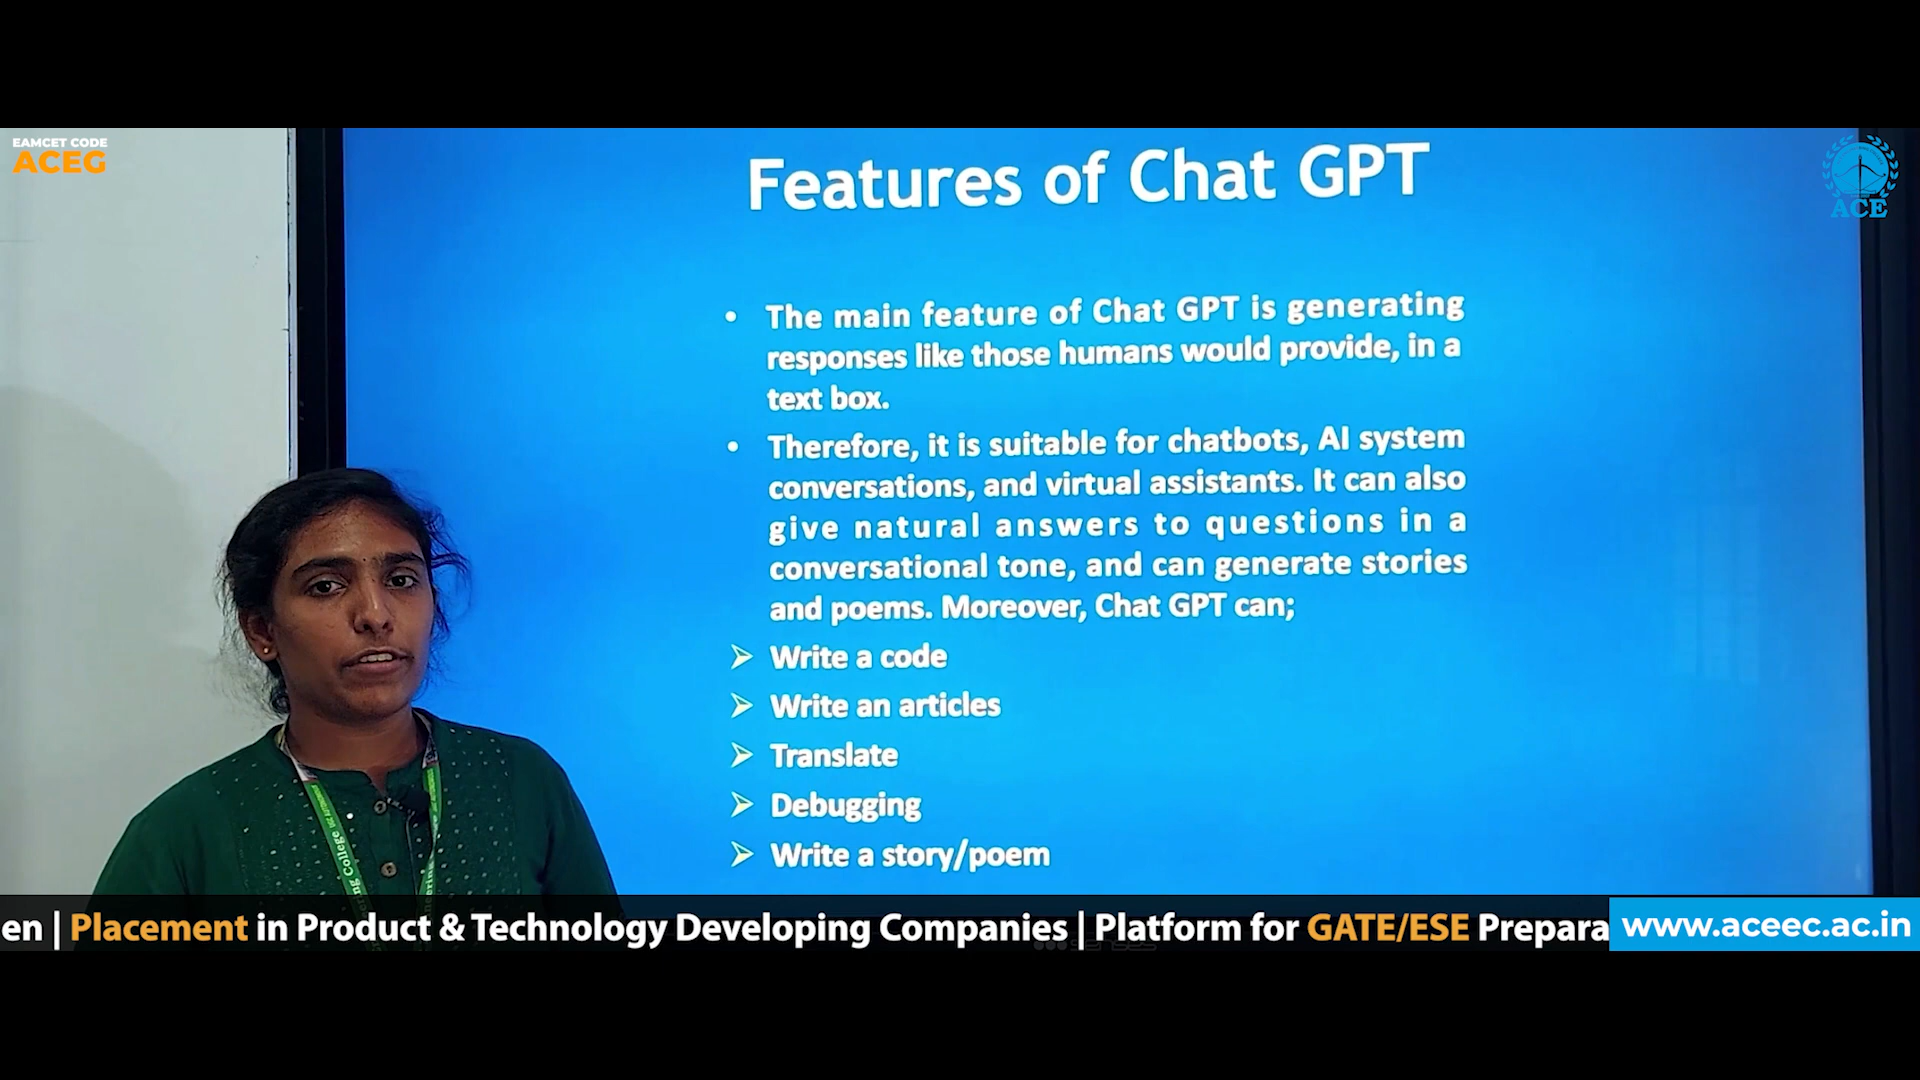 EAMCET CODE
ACEG
ACE
Features of Chat GPT
• The main feature of Chat GPT is generating
responses like those humans would provide, in a
text box.
• Therefore, it is suitable for chatbots, AI system
conversations, and virtual assistants. It can also
give natural answers to questions in a
conversational tone, and can generate stories
and poems. Moreover, Chat GPT can;
➢ Write a code
➢ Write an articles
➢ Translate
➢ Debugging
➢ Write a story/poem
ering College
neering
en | Placement in Product & Technology Developing Companies | Platform for GATE/ESE Prepara
www.aceec.ac.in